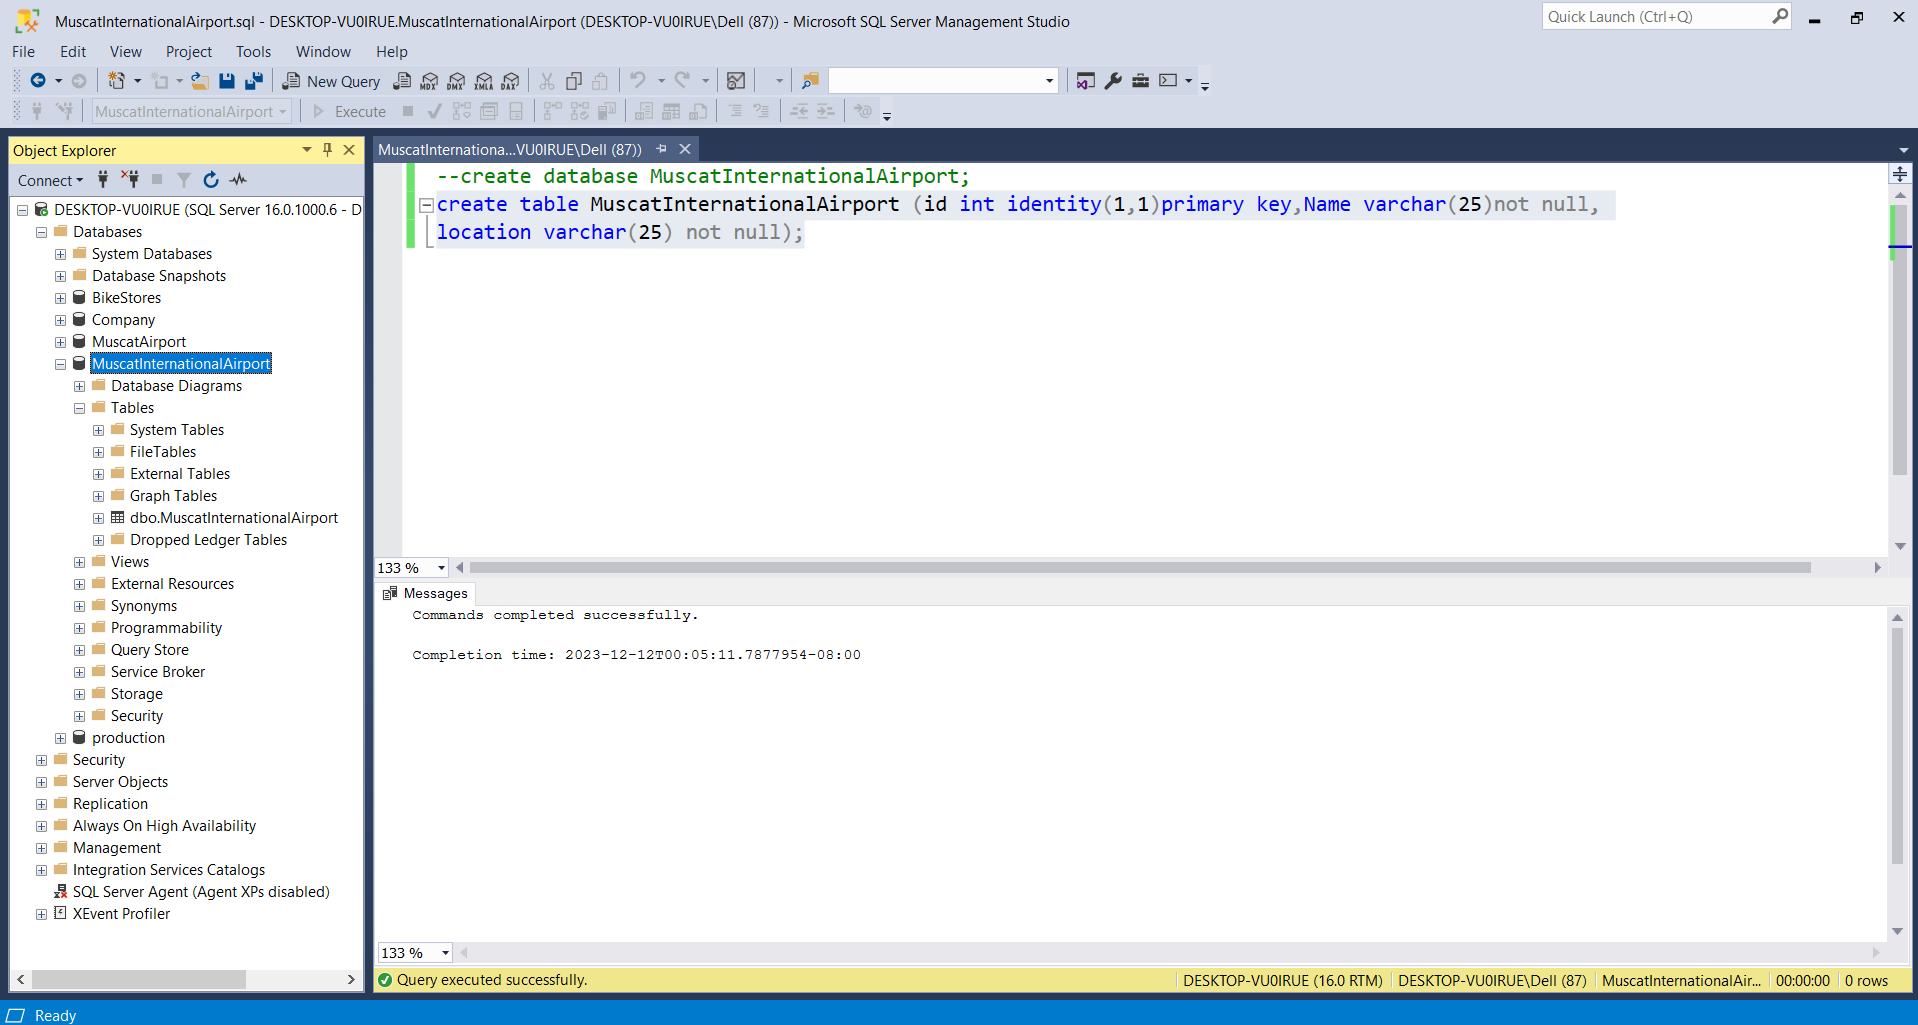 MuscatInternationalAirport.sql - DESKTOP-VU0IRUE.MuscatInternationalAirport (DESKTOP-VU0IRUE\Dell (87)) - Microsoft SQL Server Management Studio
Quick Launch (Ctrl+Q)
File Edit View Project Tools Window Help
New Query MDX DMX XMLA DAX
MuscatInternationalAirport Execute
Object Explorer
MuscatInternationa...VU0IRUE\Dell (87))
Connect
DESKTOP-VU0IRUE (SQL Server 16.0.1000.6 - D
Databases
System Databases
Database Snapshots
BikeStores
Company
MuscatAirport
MuscatInternationalAirport
Database Diagrams
Tables
System Tables
FileTables
External Tables
Graph Tables
dbo.MuscatInternationalAirport
Dropped Ledger Tables
Views
External Resources
Synonyms
Programmability
Query Store
Service Broker
Storage
Security
production
Security
Server Objects
Replication
Always On High Availability
Management
Integration Services Catalogs
SQL Server Agent (Agent XPs disabled)
XEvent Profiler
--create database MuscatInternationalAirport;
create table MuscatInternationalAirport (id int identity(1,1)primary key,Name varchar(25)not null,
location varchar(25) not null);
133 %
Messages
Commands completed successfully.
Completion time: 2023-12-12T00:05:11.7877954-08:00
133 %
Query executed successfully.
DESKTOP-VU0IRUE (16.0 RTM) DESKTOP-VU0IRUE\Dell (87) MuscatInternationalAir... 00:00:00 0 rows
Ready